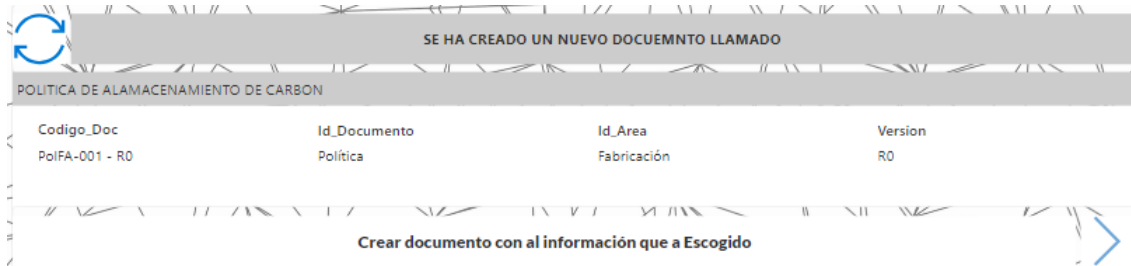 SE HA CREADO UN NUEVO DOCUEMNTO LLAMADO
POLITICA DE ALAMACENAMIENTO DE CARBON
Codigo_Doc Id_Documento Id_Area Version
PolFA-001 - R0 Política Fabricación R0
Crear documento con al información que a Escogido